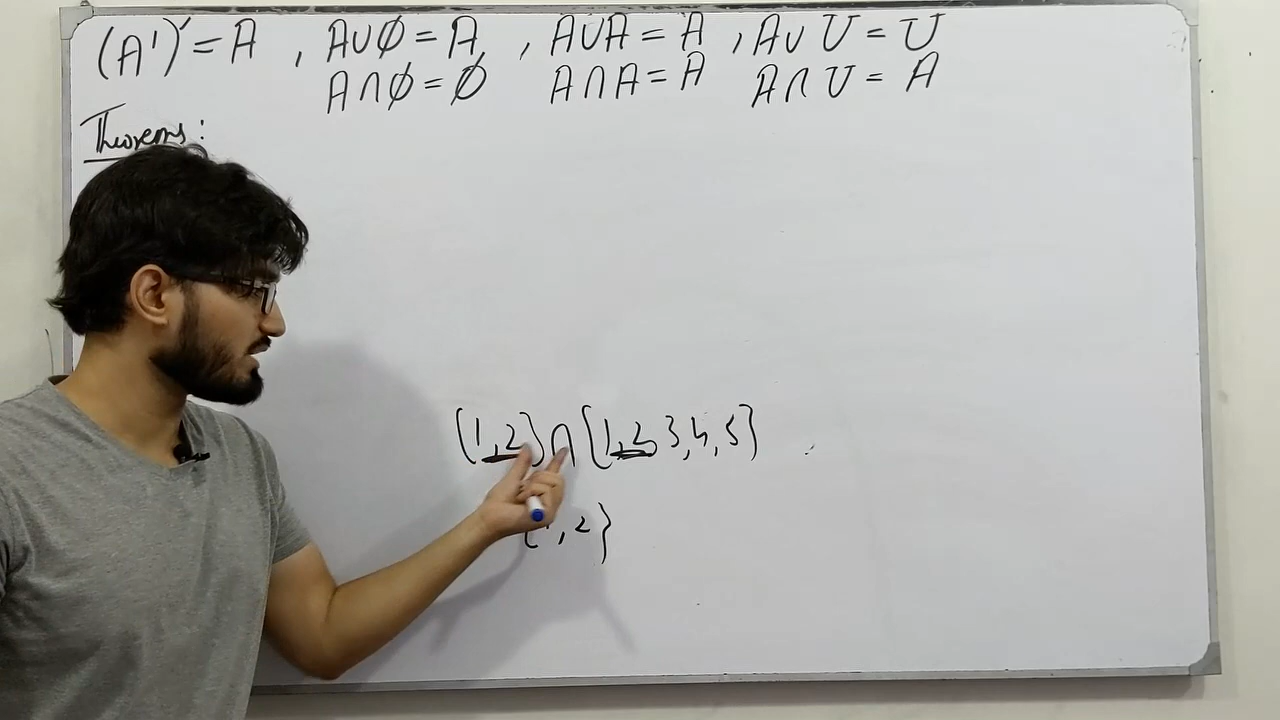 (A')' = A , A∪∅ = A , A∪A = A , A∪U = U
A∩∅ = ∅ A∩A = A A∩U = A
Theorems :
{1,2}∩{1,2,3,4,5}
{1,2}